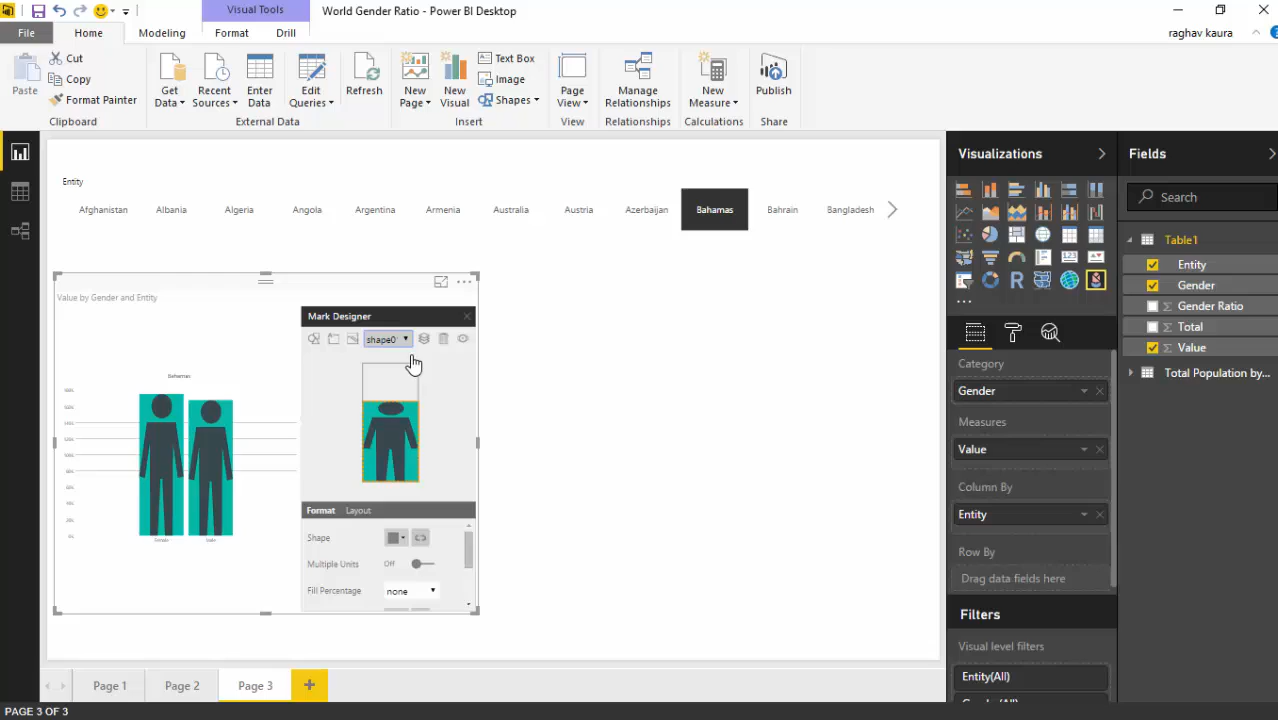 Visual Tools
World Gender Ratio - Power BI Desktop
File
Home
Modeling
Format
Drill
raghav kaura
Paste
Cut
Copy
Format Painter
Clipboard
Get Data
Recent Sources
Enter Data
Edit Queries
Refresh
External Data
New Page
New Visual
Text Box
Image
Shapes
Insert
Page View
View
Manage Relationships
Relationships
New Measure
Calculations
Publish
Share
Entity
Afghanistan
Albania
Algeria
Angola
Argentina
Armenia
Australia
Austria
Azerbaijan
Bahamas
Bahrain
Bangladesh
Value by Gender and Entity
Bahamas
Female
Male
Mark Designer
shape0
Format
Layout
Shape
Multiple Units
Off
Fill Percentage
none
Visualizations
R
Category
Gender
Measures
Value
Column By
Entity
Row By
Drag data fields here
Filters
Visual level filters
Entity(All)
Fields
Search
Table1
Entity
Gender
Gender Ratio
Total
Value
Total Population by...
Page 1
Page 2
Page 3
PAGE 3 OF 3